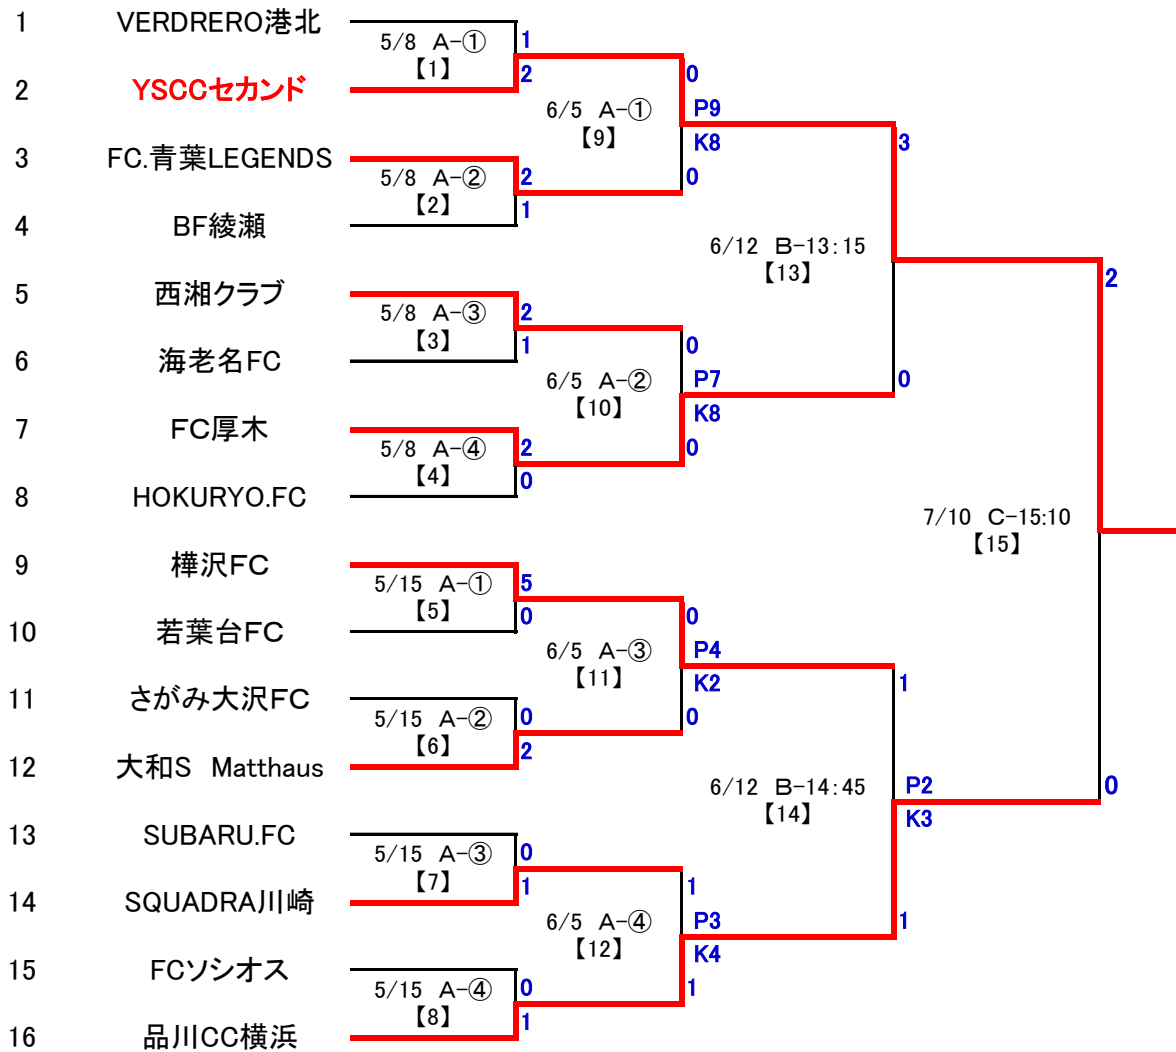 1 VERDRERO港北
5/8 A-① 1
【1】
2 YSCCセカンド 2
0
6/5 A-① P9
【9】 K8
3
3 FC.青葉LEGENDS
5/8 A-② 2
0
【2】
1
4 BF綾瀬
6/12 B-13:15
【13】
5 西湘クラブ
2
5/8 A-③ 2
【3】
1
0
6 海老名FC
6/5 A-② P7
0
【10】 K8
7 FC厚木
5/8 A-④ 2
0
【4】
0
8 HOKURYO.FC
7/10 C-15:10
【15】
9 樺沢FC
5/15 A-① 5
【5】
0
0
10 若葉台FC
6/5 A-③ P4
【11】 K2
1
11 さがみ大沢FC
5/15 A-② 0
0
【6】
2
12 大和S Matthaus
6/12 B-14:45 P2
0
【14】 K3
13 SUBARU.FC
5/15 A-③ 0
【7】
1
1
14 SQUADRA川崎
6/5 A-④ P3
1
【12】 K4
15 FCソシオス
5/15 A-④ 0
1
【8】
1
16 品川CC横浜